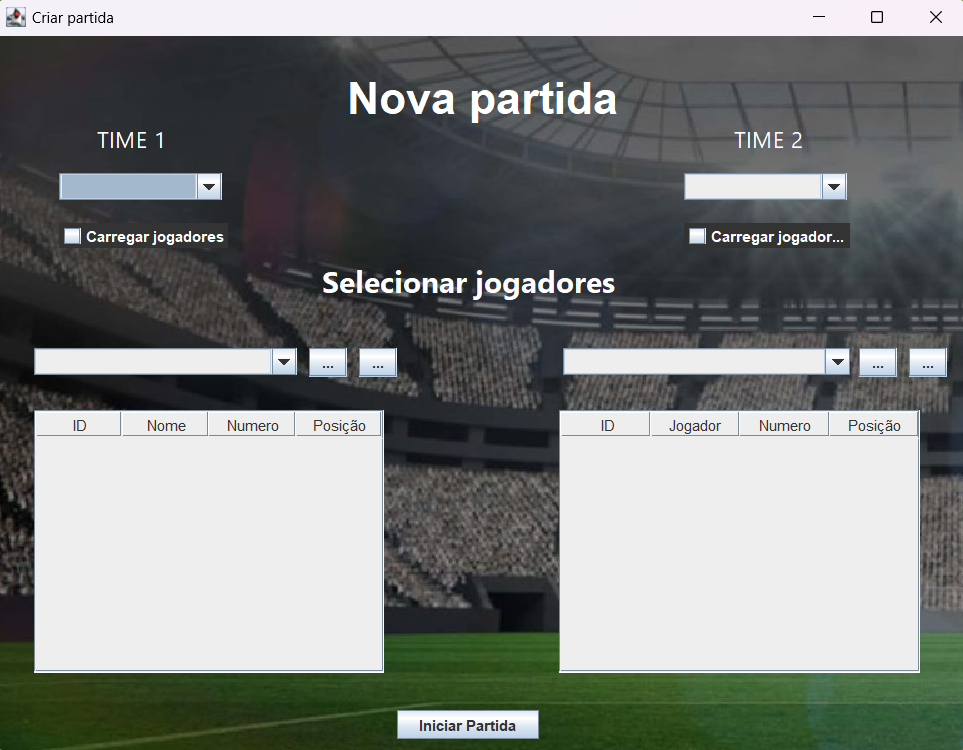 Criar partida
Nova partida
TIME 1
TIME 2
Carregar jogadores
Carregar jogador...
Selecionar jogadores
... ...
... ...
ID Nome Numero Posição
ID Jogador Numero Posição
Iniciar Partida